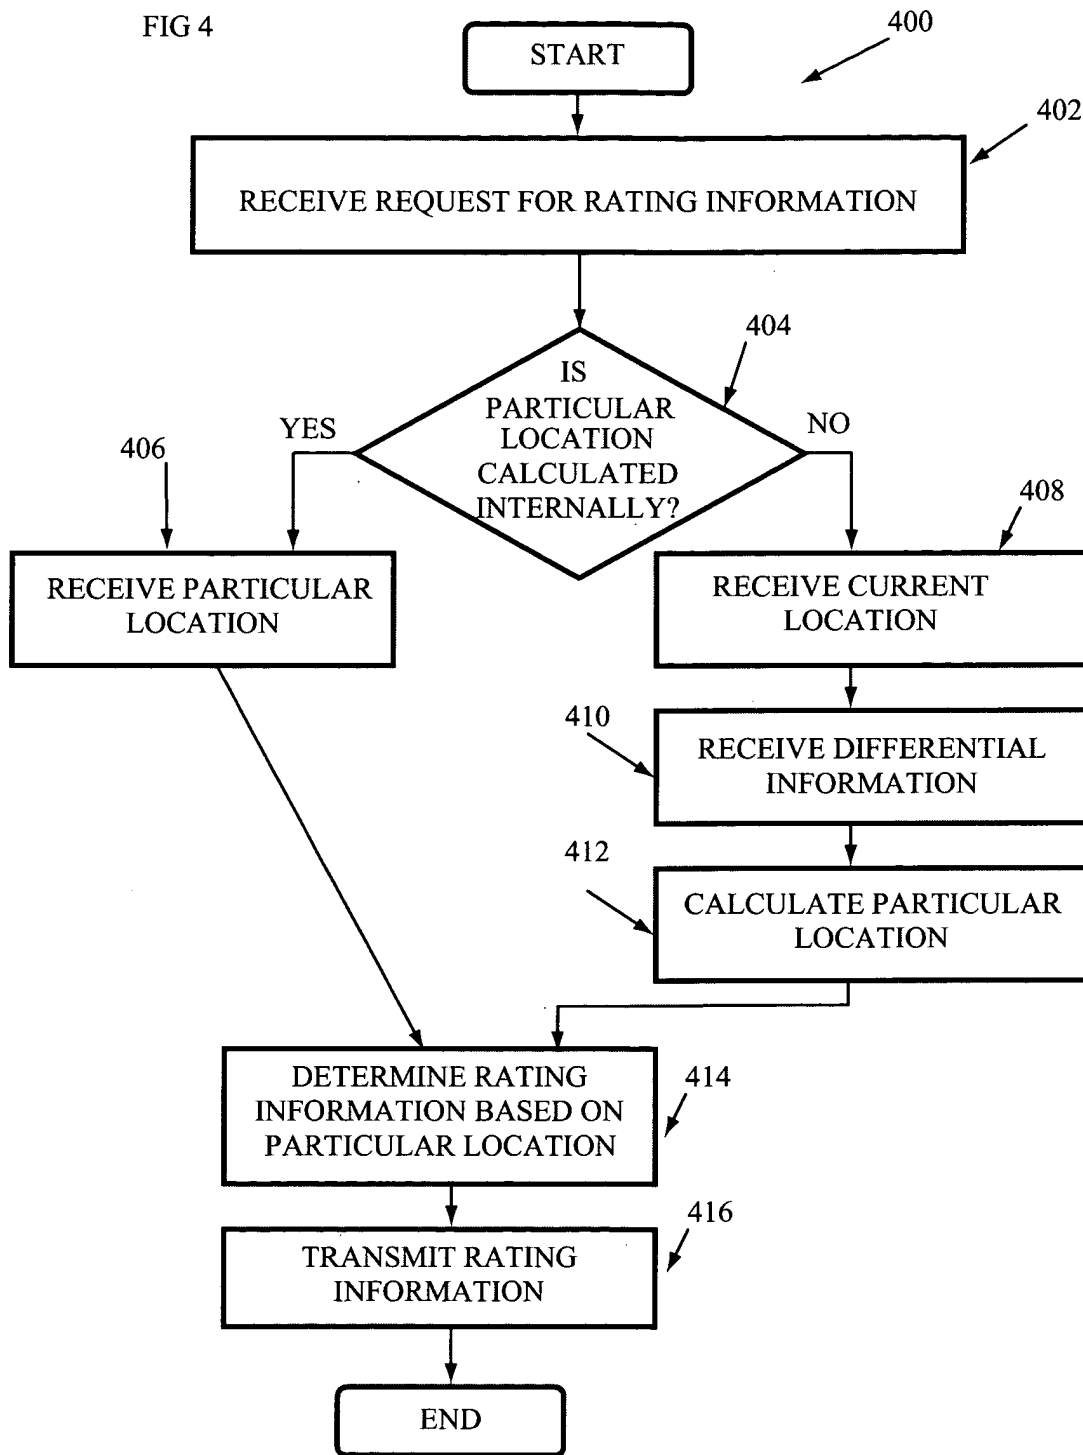 FIG 4
START
400
402
RECEIVE REQUEST FOR RATING INFORMATION
404
IS
PARTICULAR
LOCATION
CALCULATED
INTERNALLY?
YES
NO
406
408
RECEIVE PARTICULAR
LOCATION
RECEIVE CURRENT
LOCATION
410
RECEIVE DIFFERENTIAL
INFORMATION
412
CALCULATE PARTICULAR
LOCATION
DETERMINE RATING
INFORMATION BASED ON
PARTICULAR LOCATION
414
416
TRANSMIT RATING
INFORMATION
END